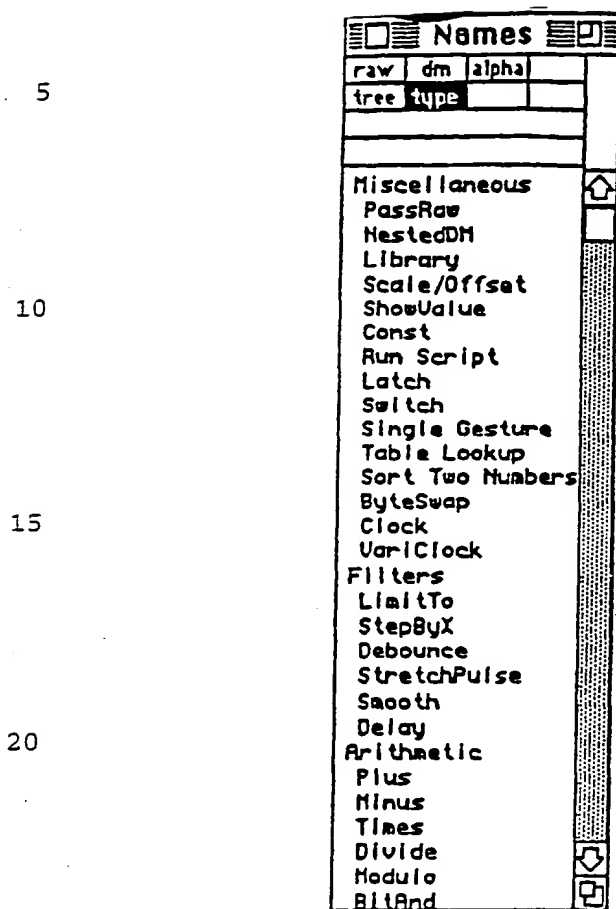 Names
raw dm alpha
5 tree type
Miscellaneous
PassRaw
NestedDM
Library
Scale/Offset
10 ShowValue
Const
Run Script
Latch
Switch
Single Gesture
Table Lookup
Sort Two Numbers
ByteSwap
15 Clock
VariClock
Filters
LimitTo
StepByX
Debounce
StretchPulse
Smooth
Delay
20 Arithmetic
Plus
Minus
Times
Divide
Modulo
BitAnd